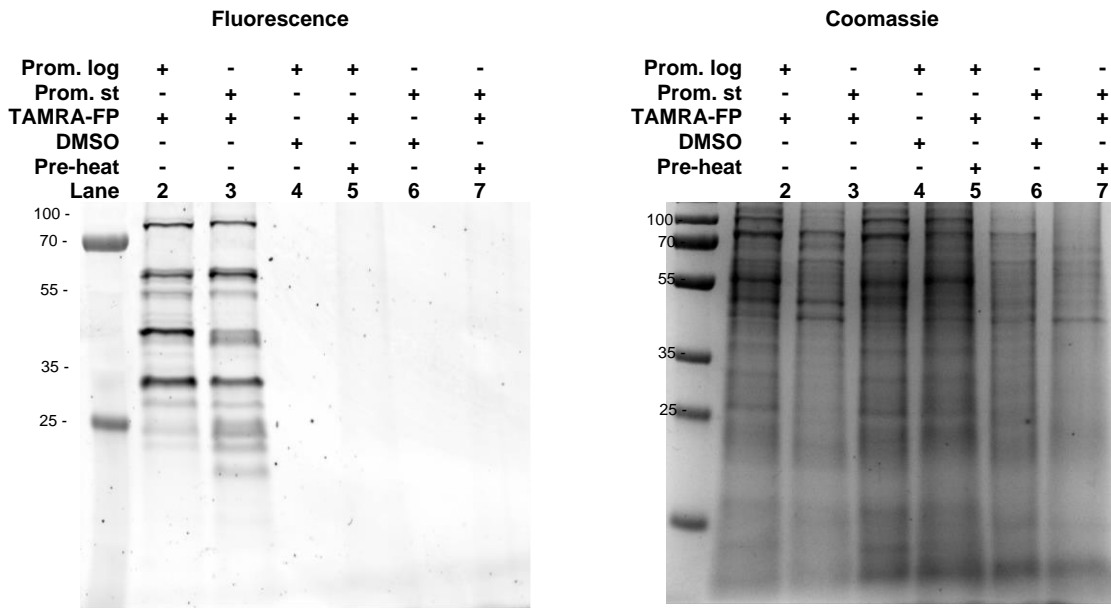 Fluorescence
Prom. log + - + + - -
Prom. st - + - - + +
TAMRA-FP + + - + - +
DMSO - - + - + -
Pre-heat - - - + - +
Lane 2 3 4 5 6 7
100 -
70 -
55 -
35 -
25 -
Coomassie
Prom. log + - + + - -
Prom. st - + - - + +
TAMRA-FP + + - + - +
DMSO - - + - + -
Pre-heat - - - + - +
2 3 4 5 6 7
100 -
70 -
55 -
35 -
25 -